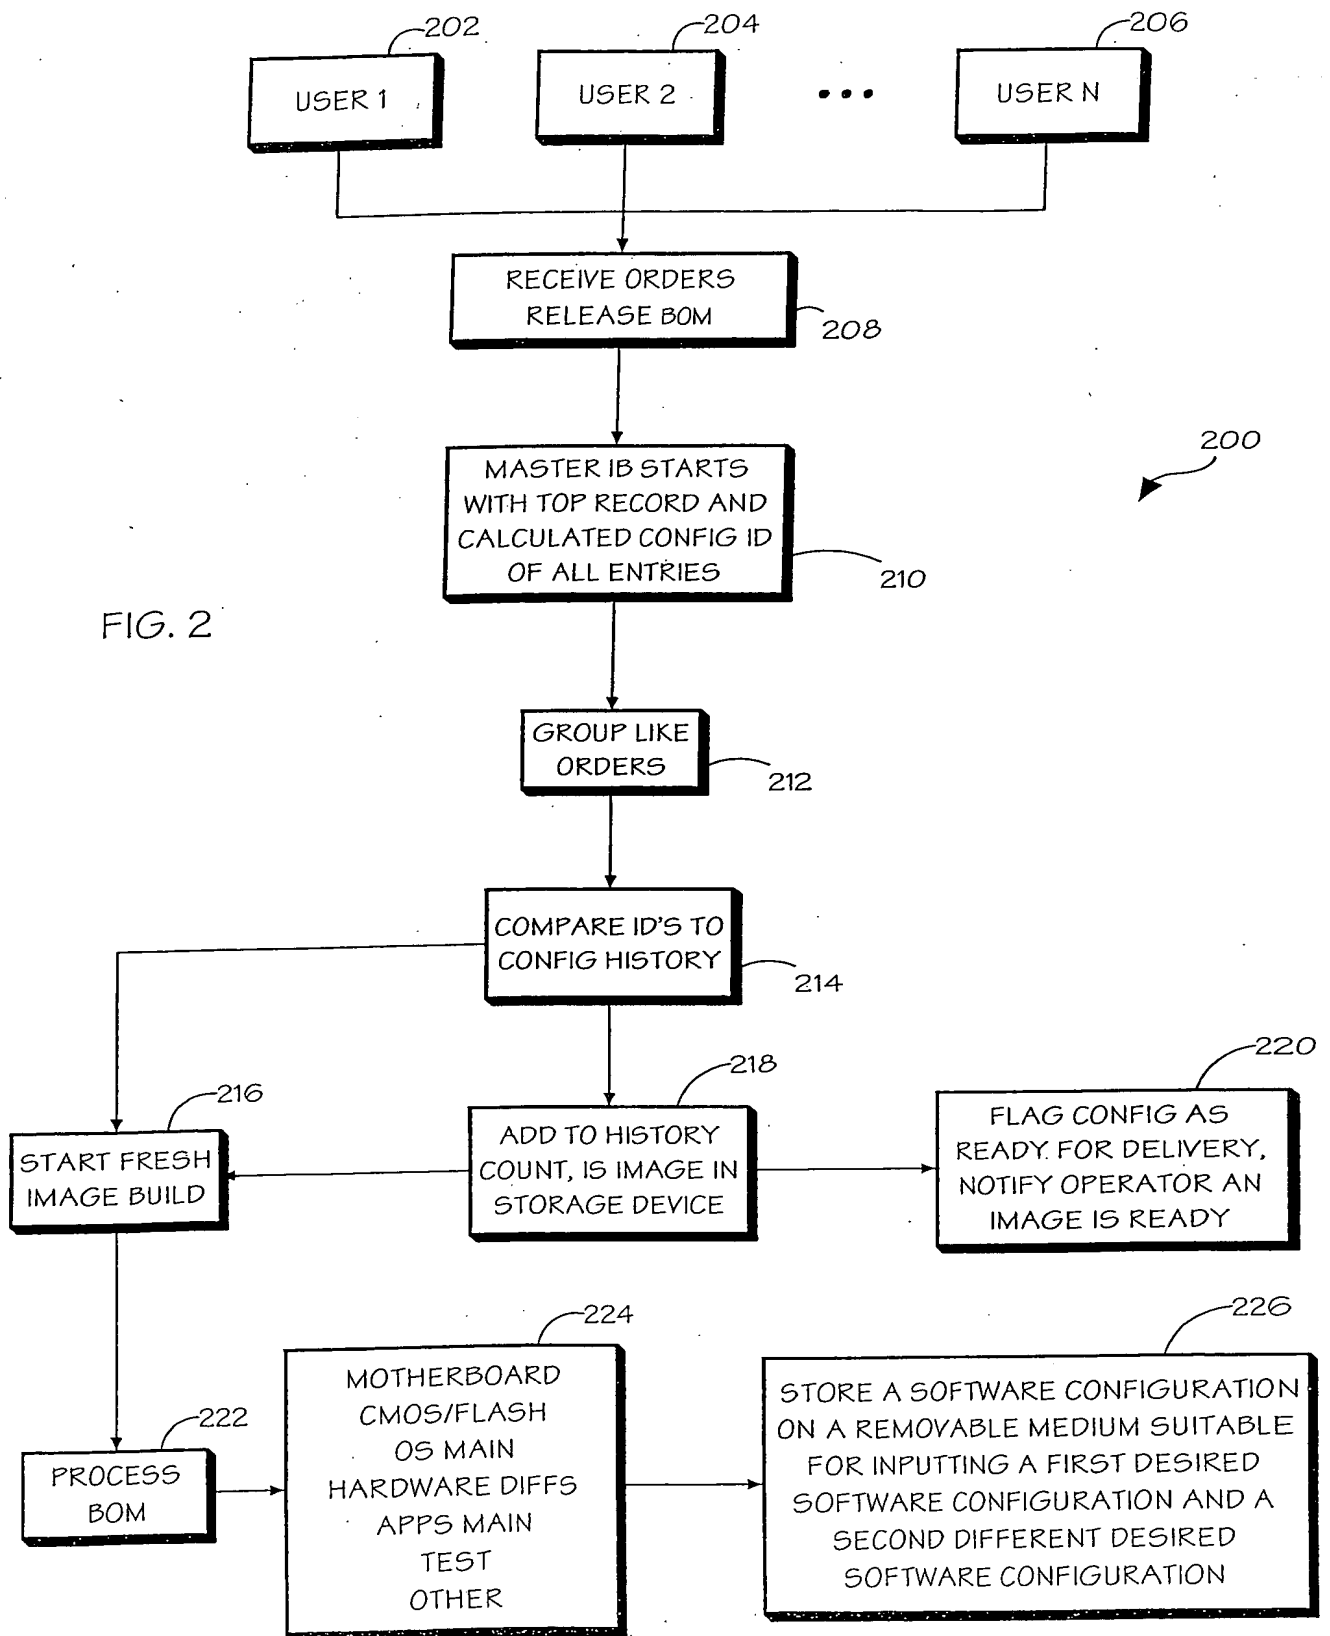 202
204
206
USER 1
USER 2
USER N
RECEIVE ORDERS
RELEASE BOM
208
MASTER IB STARTS
WITH TOP RECORD AND
CALCULATED CONFIG ID
OF ALL ENTRIES
210
200
FIG. 2
GROUP LIKE
ORDERS
212
COMPARE ID'S TO
CONFIG HISTORY
214
216
START FRESH
IMAGE BUILD
218
ADD TO HISTORY
COUNT, IS IMAGE IN
STORAGE DEVICE
220
FLAG CONFIG AS
READY FOR DELIVERY,
NOTIFY OPERATOR AN
IMAGE IS READY
222
PROCESS
BOM
224
MOTHERBOARD
CMOS/FLASH
OS MAIN
HARDWARE DIFFS
APPS MAIN
TEST
OTHER
226
STORE A SOFTWARE CONFIGURATION
ON A REMOVABLE MEDIUM SUITABLE
FOR INPUTTING A FIRST DESIRED
SOFTWARE CONFIGURATION AND A
SECOND DIFFERENT DESIRED
SOFTWARE CONFIGURATION